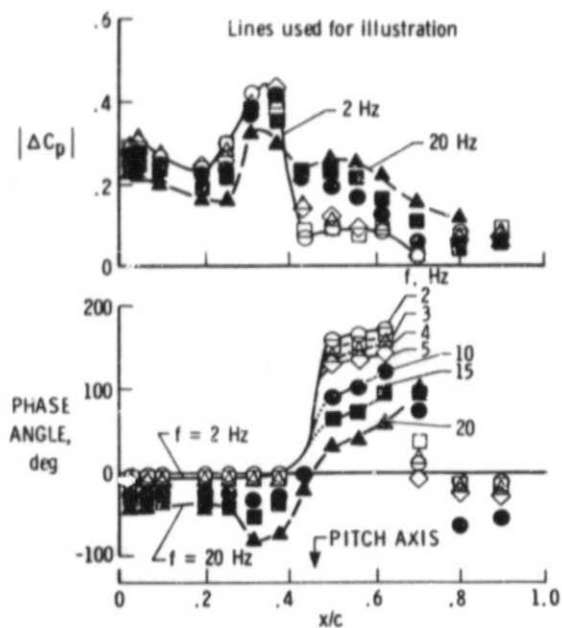 .6
Lines used for illustration
|ΔCp|
.4
2 Hz
20 Hz
.2
0
f, Hz
200
2
3
4
5
100
10
15
PHASE
ANGLE,
deg
f = 2 Hz
20
0
-100
f = 20 Hz
PITCH AXIS
0
.2
.4
.6
.8
1.0
x/c